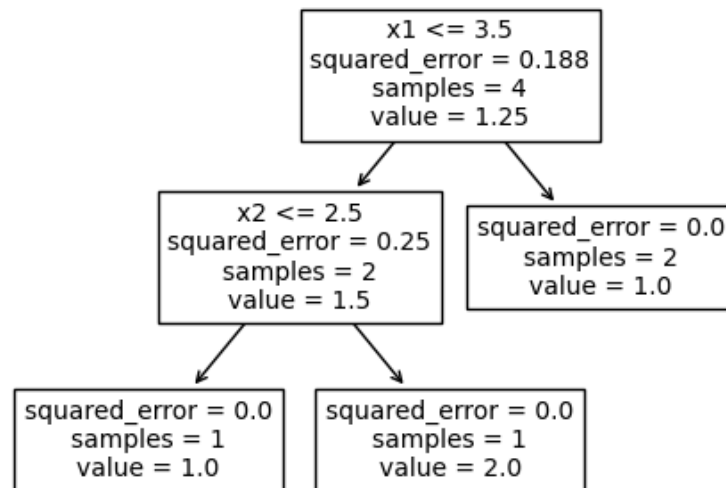 x1 <= 3.5
squared_error = 0.188
samples = 4
value = 1.25
x2 <= 2.5
squared_error = 0.25
samples = 2
value = 1.5
squared_error = 0.0
samples = 2
value = 1.0
squared_error = 0.0
samples = 1
value = 1.0
squared_error = 0.0
samples = 1
value = 2.0